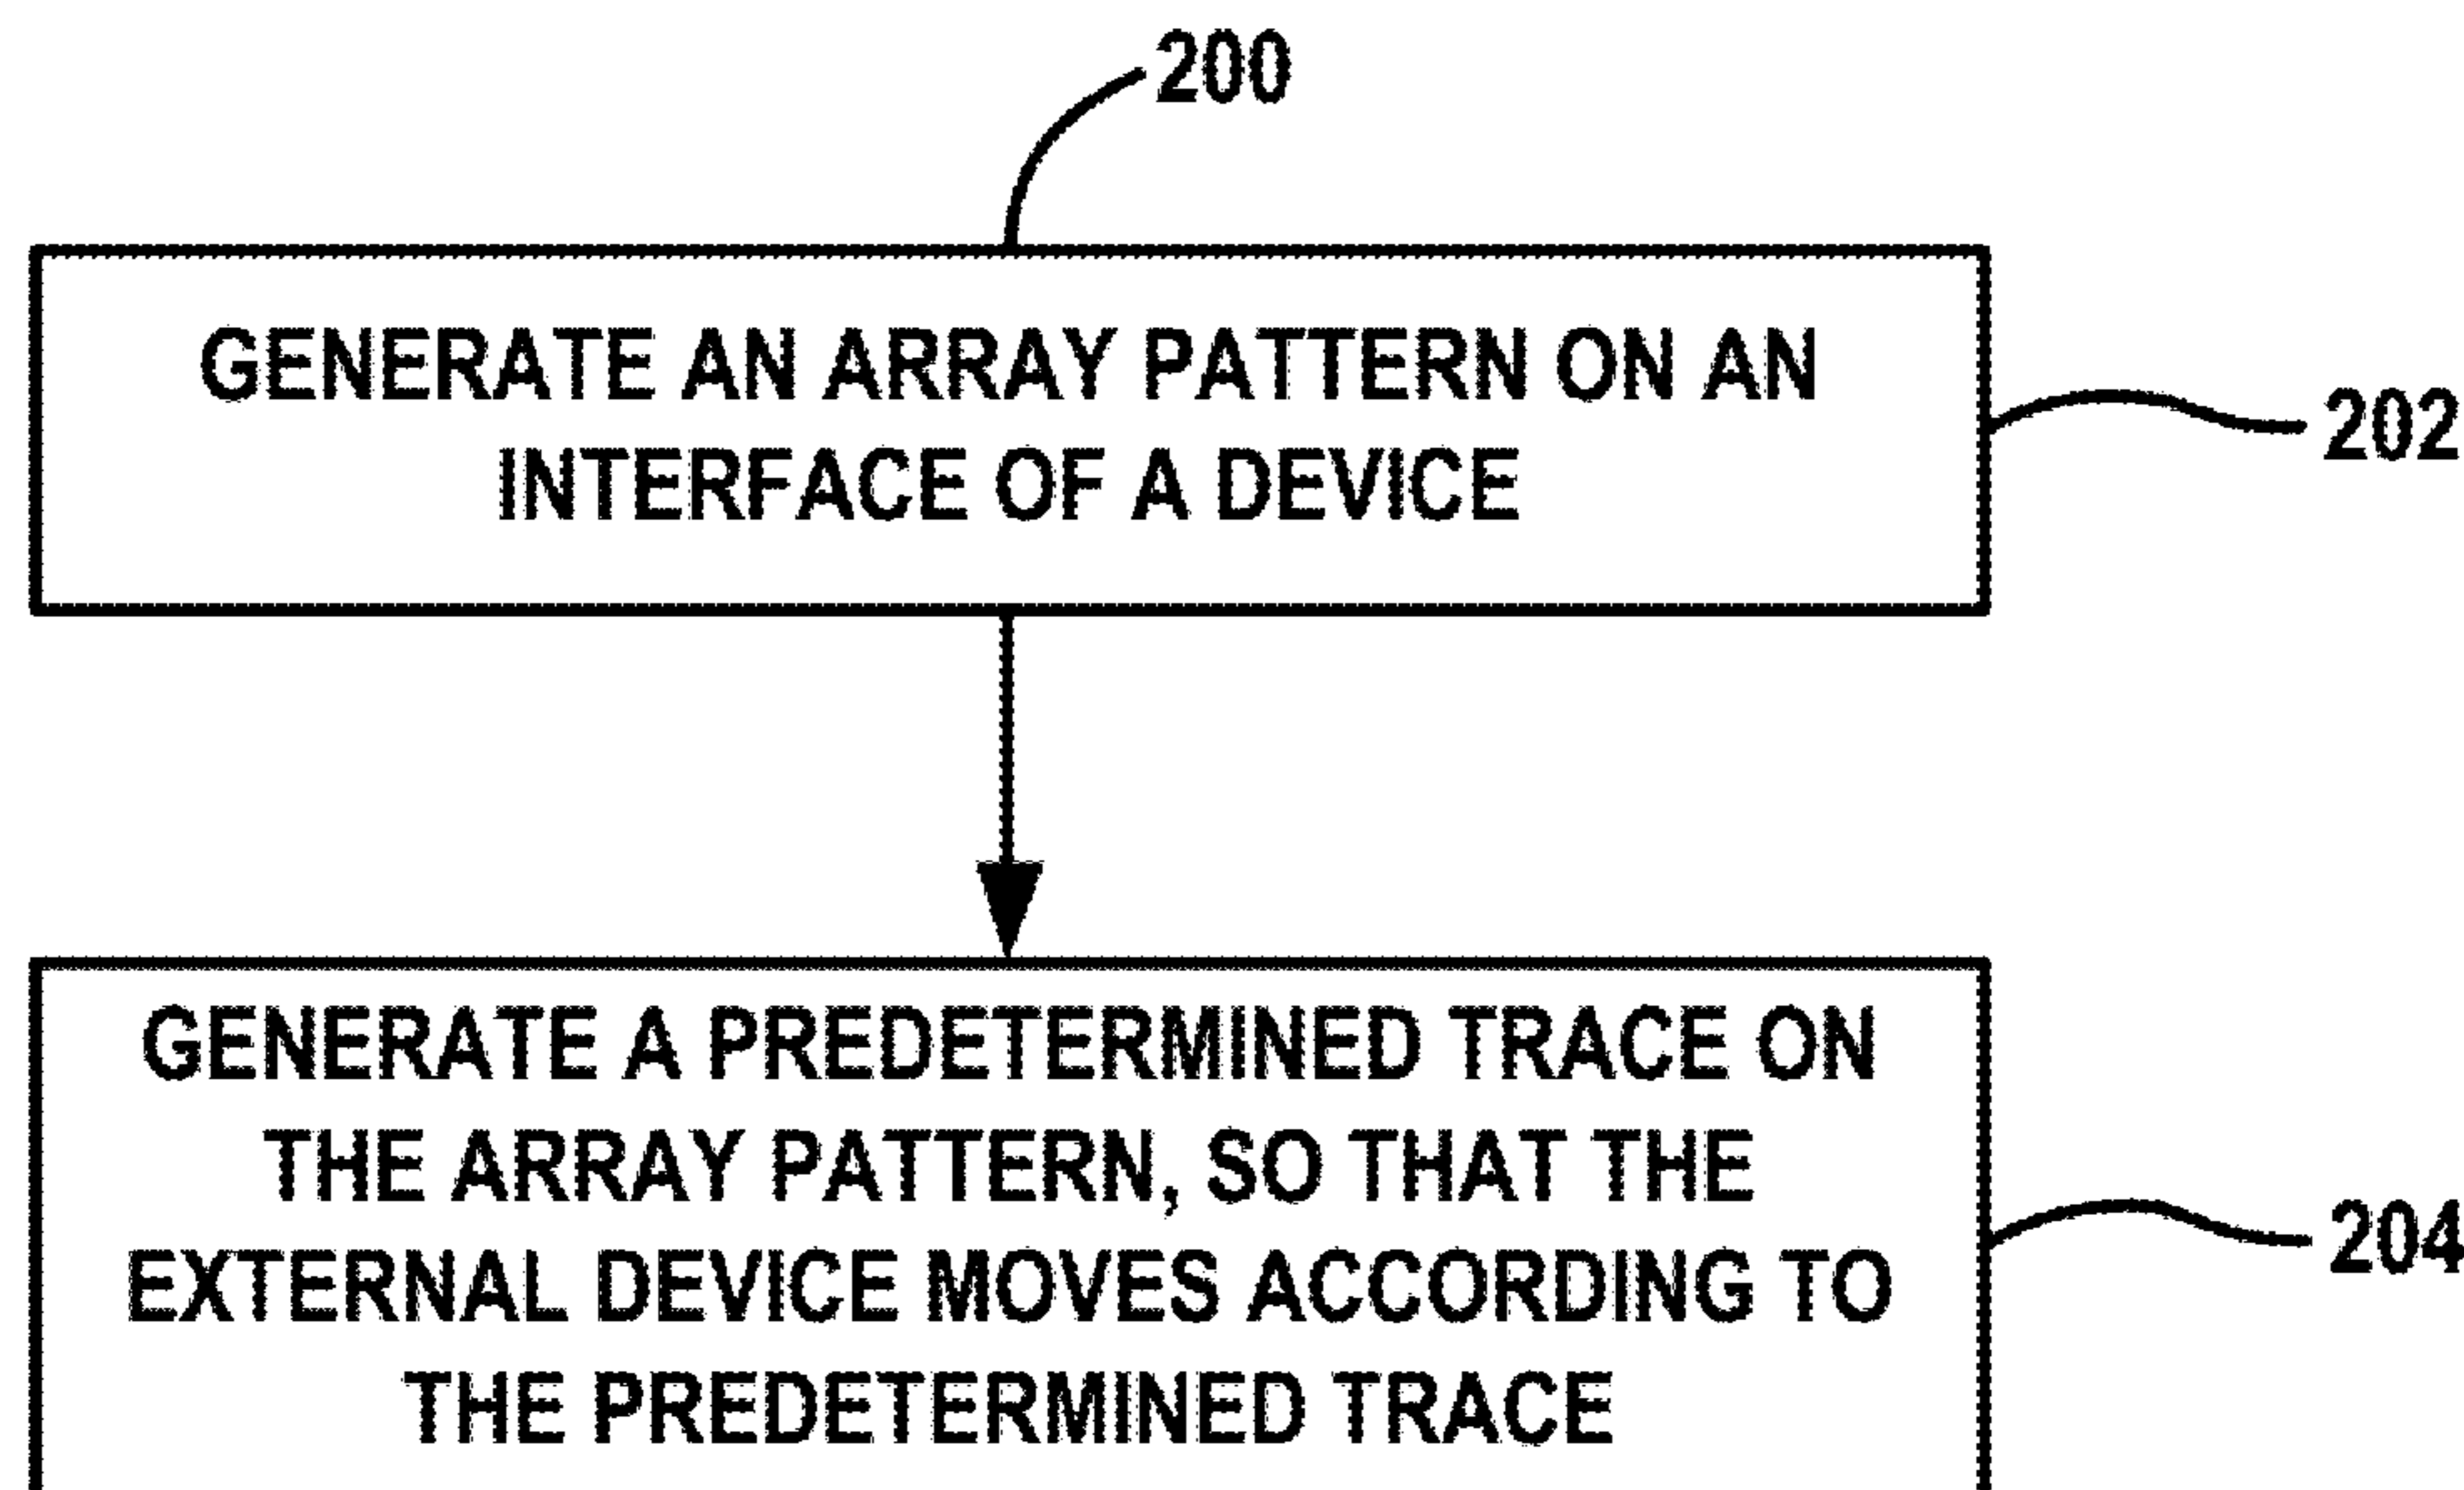 200
GENERATE AN ARRAY PATTERN ON AN
INTERFACE OF A DEVICE
202
GENERATE A PREDETERMINED TRACE ON
THE ARRAY PATTERN, SO THAT THE
EXTERNAL DEVICE MOVES ACCORDING TO
THE PREDETERMINED TRACE
204